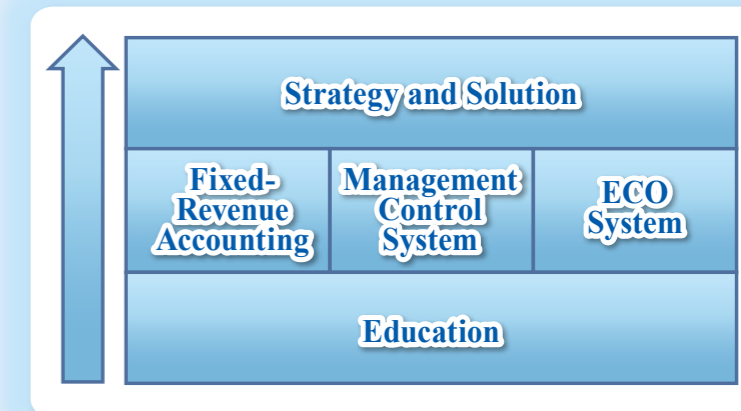 Strategy and Solution
Fixed-
Revenue
Accounting
Management
Control
System
ECO
System
Education